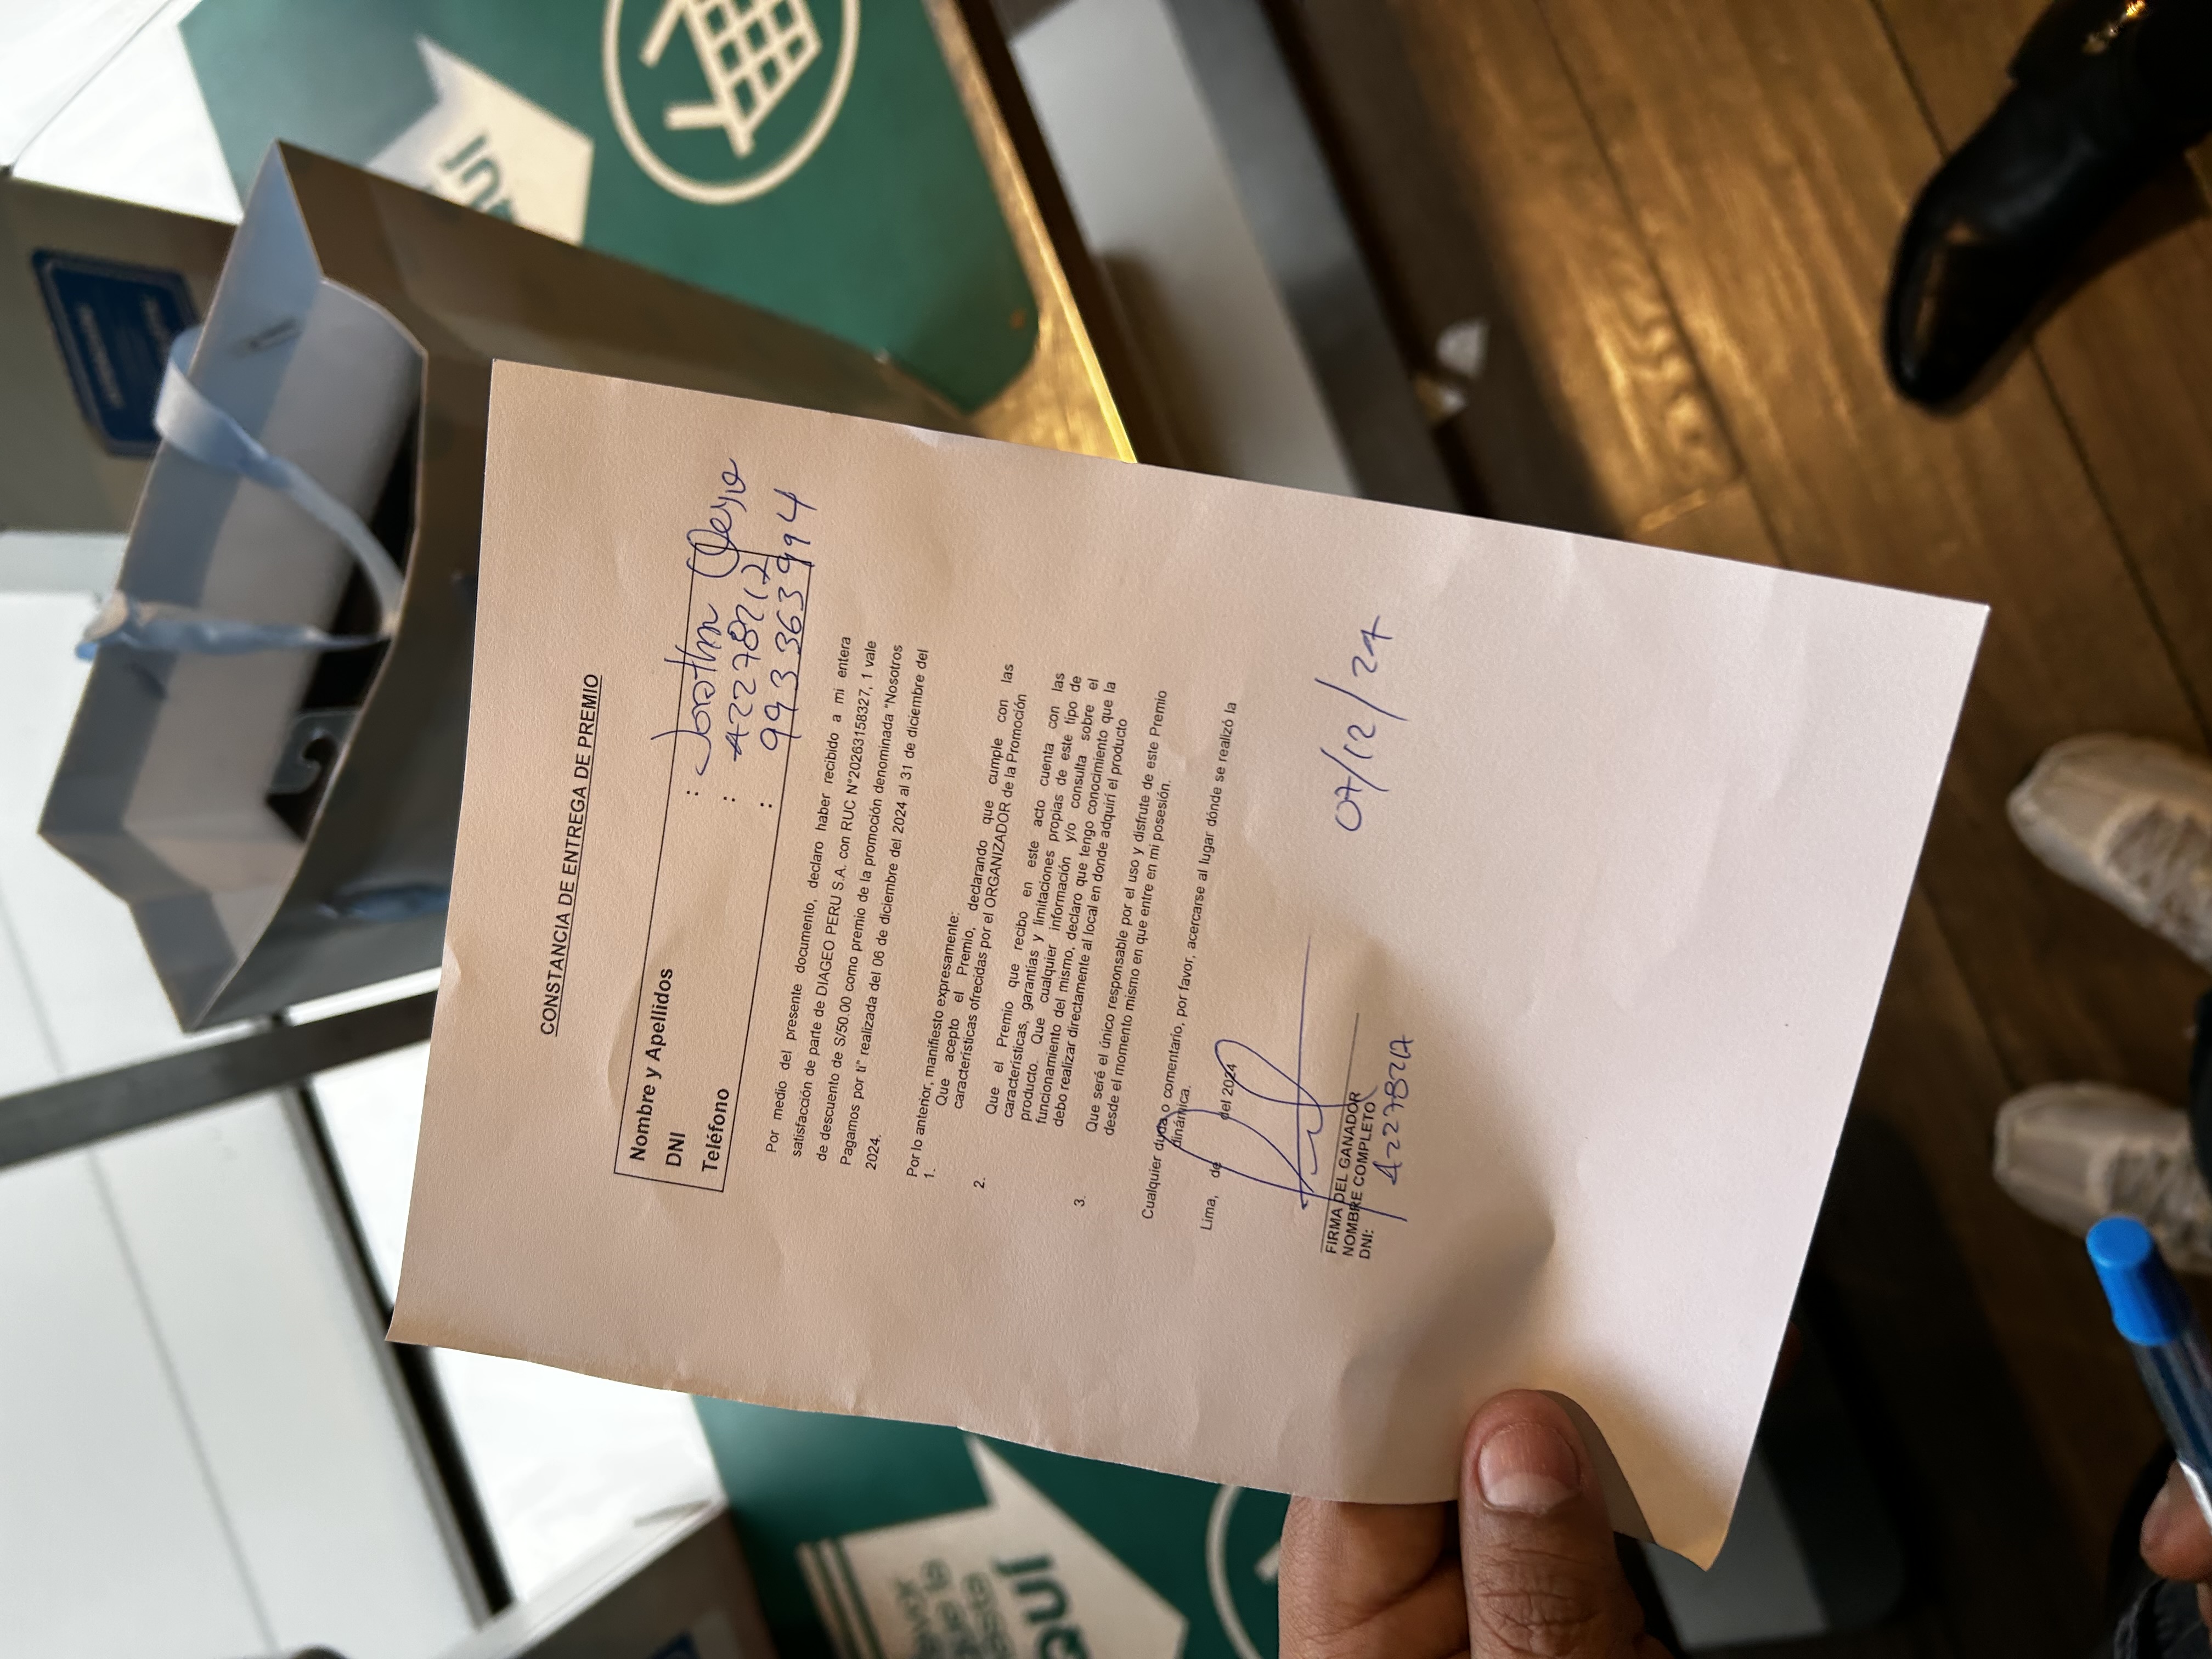 CONSTANCIA DE ENTREGA DE PREMIO
Nombre y Apellidos :
DNI : 42278212
Teléfono : 993363994
Por medio del presente documento, declaro haber recibido a mi entera
satisfacción de parte de DIAGEO PERU S.A. con RUC N°20263158327, 1 vale
de descuento de S/50.00 como premio de la promoción denominada "Nosotros
Pagamos por ti" realizada del 06 de diciembre del 2024 al 31 de diciembre del
2024.
Por lo anterior, manifiesto expresamente:
1. Que acepto el Premio, declarando que cumple con las
características ofrecidas por el ORGANIZADOR de la Promoción
2. Que el Premio que recibo en este acto cuenta con las
características, garantías y limitaciones propias de este tipo de
producto. Que cualquier información y/o consulta sobre el
funcionamiento del mismo, declaro que tengo conocimiento que la
debo realizar directamente al local en donde adquirí el producto
3. Que seré el único responsable por el uso y disfrute de este Premio
desde el momento mismo en que entre en mi posesión.
Cualquier duda o comentario, por favor, acercarse al lugar dónde se realizó la
dinámica.
Lima, de del 2024
FIRMA DEL GANADOR
NOMBRE COMPLETO
DNI:
07/12/24
QUÍ
que la
QUÍ